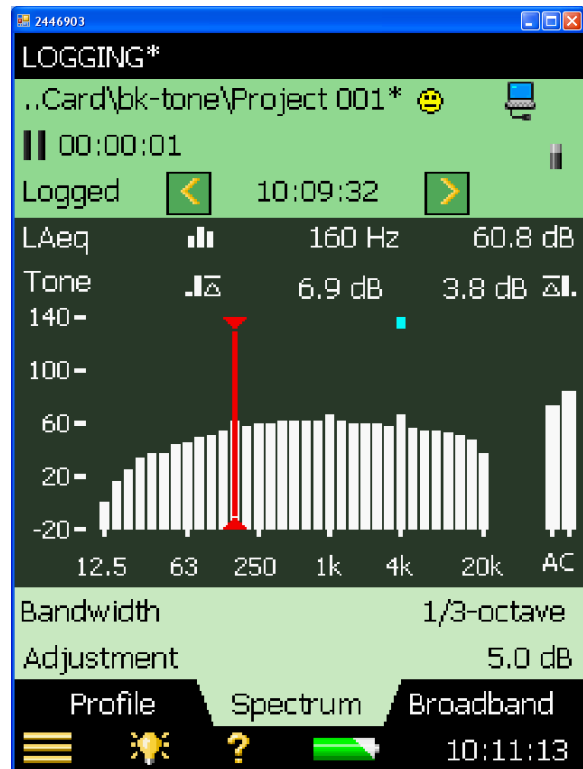 2446903
LOGGING*
..Card\bk-tone\Project 001*
00:00:01
Logged 10:09:32
LAeq 160 Hz 60.8 dB
Tone 6.9 dB 3.8 dB
140
100
60
20
-20
12.5 63 250 1k 4k 20k AC
Bandwidth 1/3-octave
Adjustment 5.0 dB
Profile Spectrum Broadband
? 10:11:13